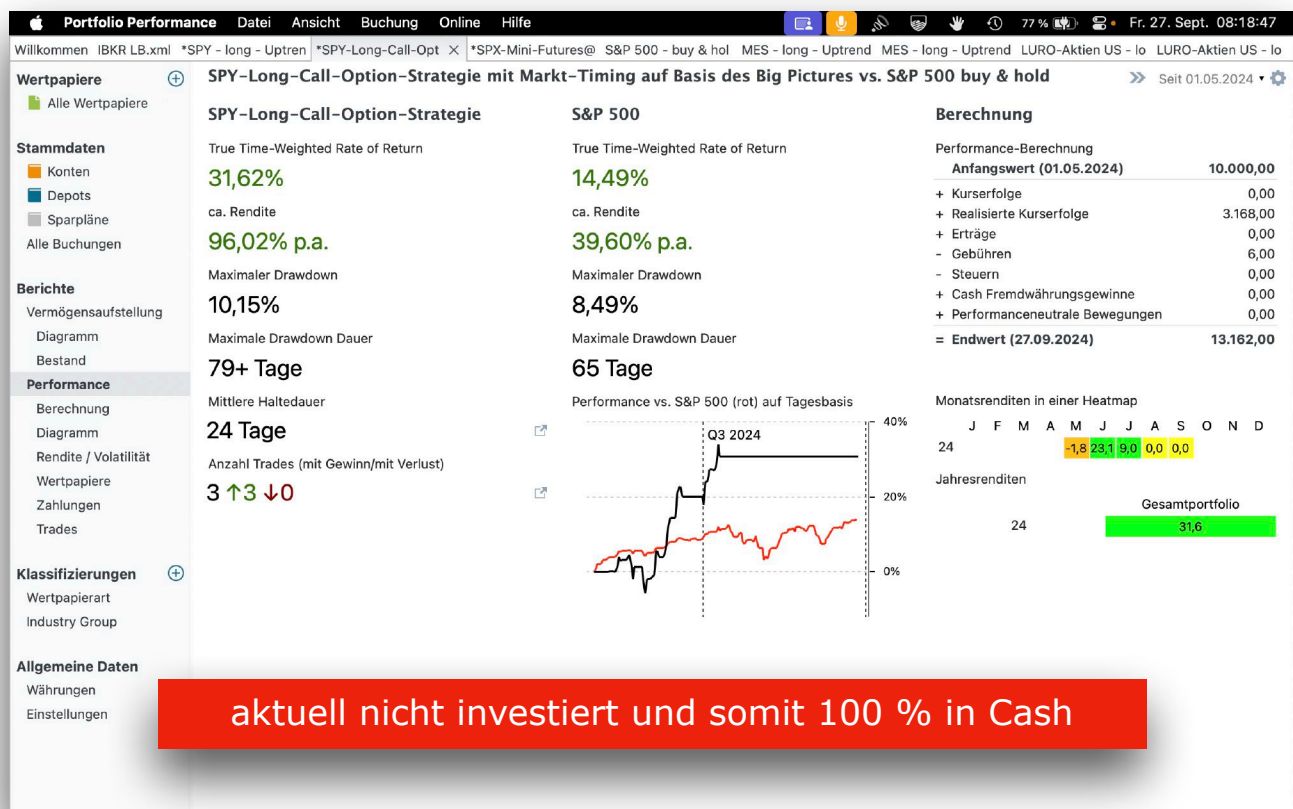 Portfolio Performance Datei Ansicht Buchung Online Hilfe 77 % Fr. 27. Sept. 08:18:47
Willkommen IBKR LB.xml *SPY - long - Uptren *SPY-Long-Call-Opt *SPX-Mini-Futures@ S&P 500 - buy & hol MES - long - Uptrend MES - long - Uptrend LURO-Aktien US - lo LURO-Aktien US - lo
Wertpapiere
Alle Wertpapiere
Stammdaten
Konten
Depots
Sparpläne
Alle Buchungen
Berichte
Vermögensaufstellung
Diagramm
Bestand
Performance
Berechnung
Diagramm
Rendite / Volatilität
Wertpapiere
Zahlungen
Trades
Klassifizierungen
Wertpapierart
Industry Group
Allgemeine Daten
Währungen
Einstellungen
SPY-Long-Call-Option-Strategie mit Markt-Timing auf Basis des Big Pictures vs. S&P 500 buy & hold
Seit 01.05.2024
SPY-Long-Call-Option-Strategie
True Time-Weighted Rate of Return
31,62%
ca. Rendite
96,02% p.a.
Maximaler Drawdown
10,15%
Maximale Drawdown Dauer
79+ Tage
Mittlere Haltedauer
24 Tage
Anzahl Trades (mit Gewinn/mit Verlust)
3 ↑3 ↓0
S&P 500
True Time-Weighted Rate of Return
14,49%
ca. Rendite
39,60% p.a.
Maximaler Drawdown
8,49%
Maximale Drawdown Dauer
65 Tage
Performance vs. S&P 500 (rot) auf Tagesbasis
Q3 2024
40%
20%
0%
Berechnung
Performance-Berechnung
Anfangswert (01.05.2024) 10.000,00
+ Kurserfolge 0,00
+ Realisierte Kurserfolge 3.168,00
+ Erträge 0,00
- Gebühren 6,00
- Steuern 0,00
+ Cash Fremdwährungsgewinne 0,00
+ Performanceneutrale Bewegungen 0,00
= Endwert (27.09.2024) 13.162,00
Monatsrenditen in einer Heatmap
J F M A M J J A S O N D
24 -1,8 23,1 9,0 0,0 0,0
Jahresrenditen
Gesamtportfolio
24 31,6
aktuell nicht investiert und somit 100 % in Cash